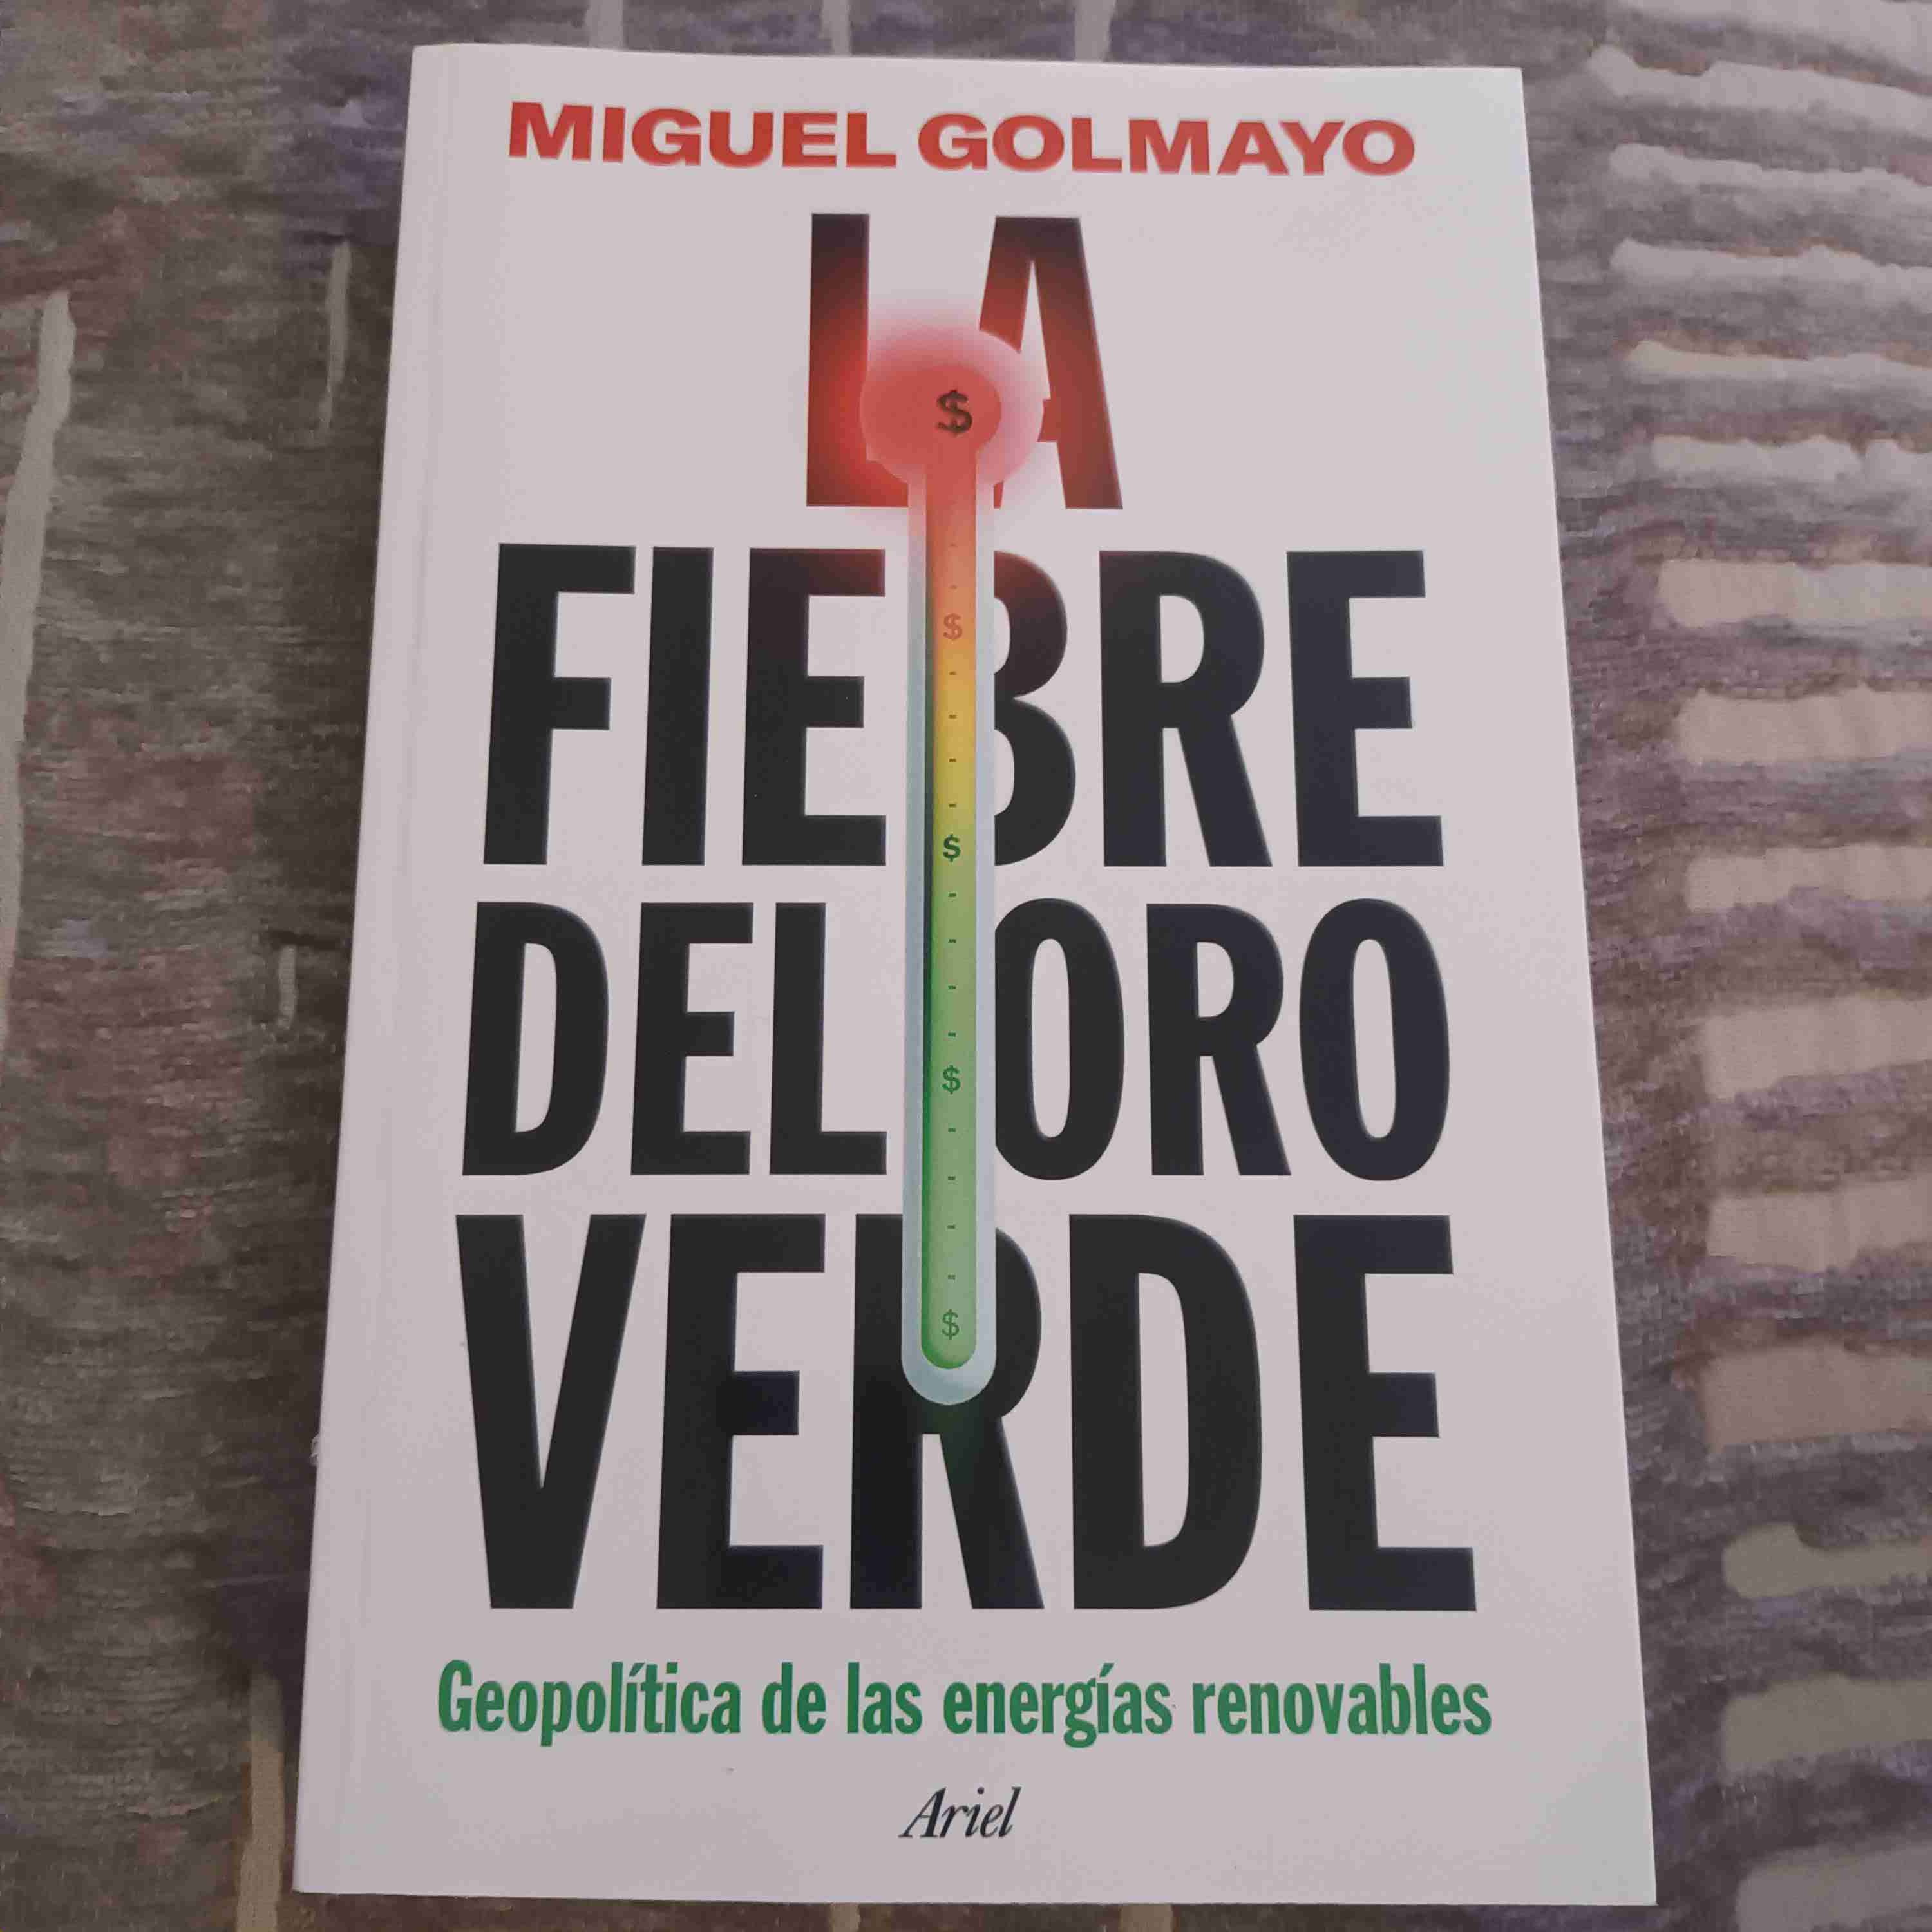 MIGUEL GOLMAYO
LA
$
FIEBRE
$
$
DEL ORO
$
VERDE
$
Geopolítica de las energías renovables
Ariel